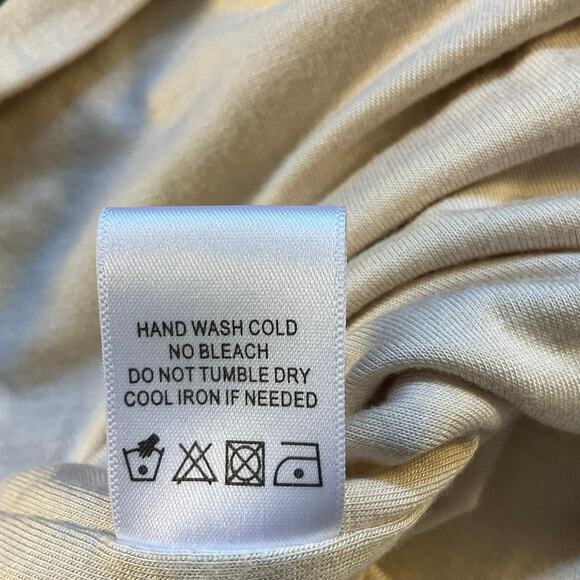 HAND WASH COLD
NO BLEACH
DO NOT TUMBLE DRY
COOL IRON IF NEEDED